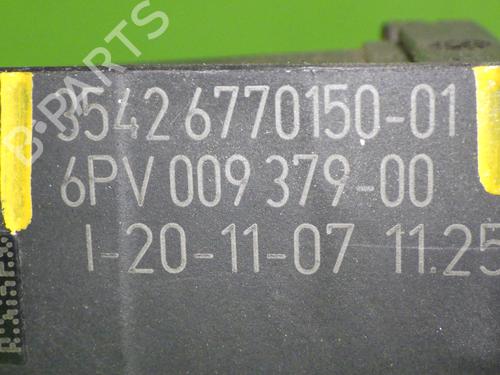 B-PARTS
3542 6770150-01
6PV 009 379-00
I-20-11-07 11.25